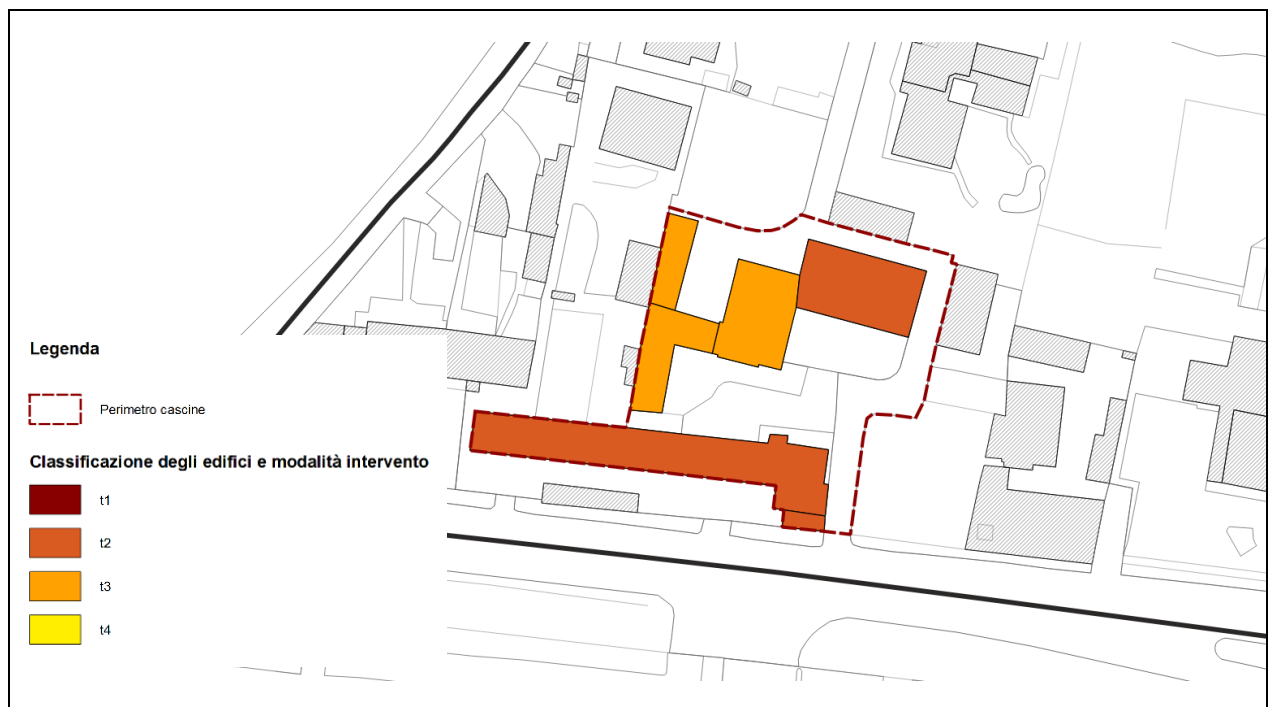 Legenda
Perimetro cascine
Classificazione degli edifici e modalità intervento
t1
t2
t3
t4